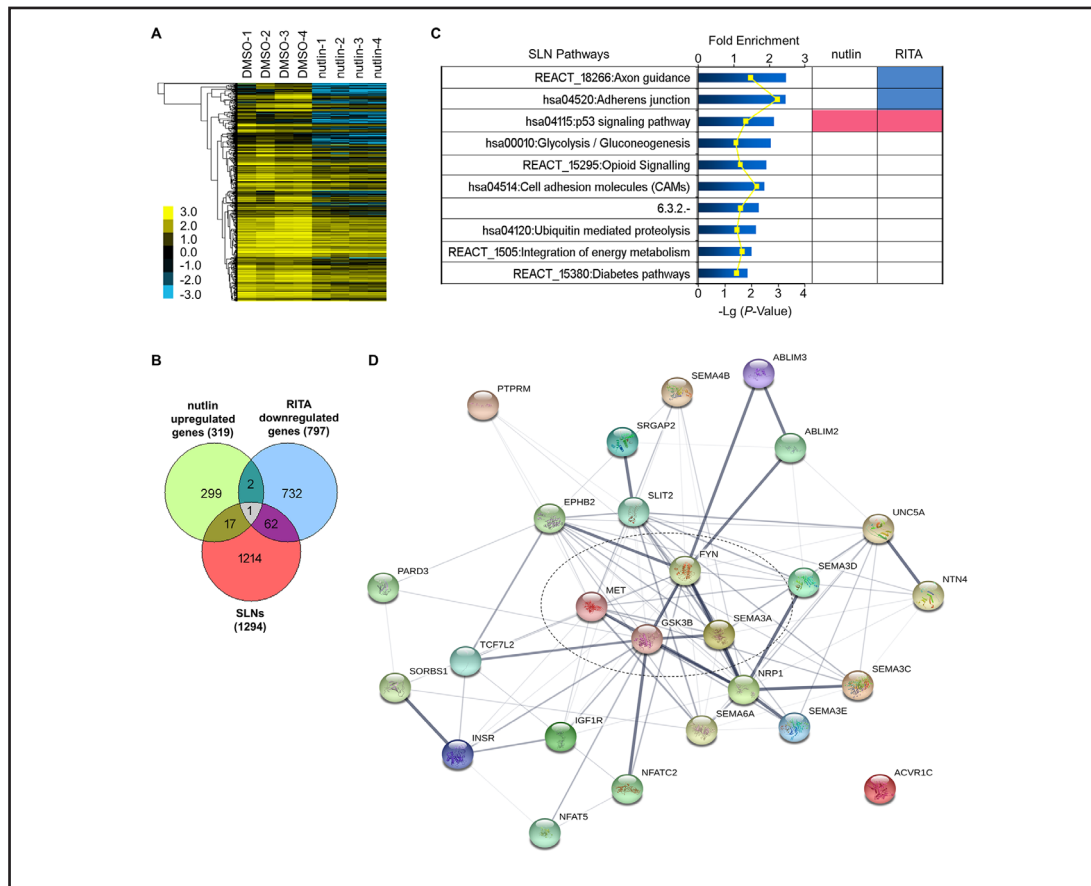 A
DMSO-1
DMSO-2
DMSO-3
DMSO-4
nutlin-1
nutlin-2
nutlin-3
nutlin-4
3.0
2.0
1.0
0.0
-1.0
-2.0
-3.0
C
SLN Pathways
Fold Enrichment
nutlin
RITA
0 1 2 3
REACT_18266:Axon guidance
hsa04520:Adherens junction
hsa04115:p53 signaling pathway
hsa00010:Glycolysis / Gluconeogenesis
REACT_15295:Opioid Signalling
hsa04514:Cell adhesion molecules (CAMs)
6.3.2.-
hsa04120:Ubiquitin mediated proteolysis
REACT_1505:Integration of energy metabolism
REACT_15380:Diabetes pathways
0 1 2 3 4
-Lg (P-Value)
B
nutlin
upregulated
genes (319)
RITA
downregulated
genes (797)
299
2
732
1
17
62
1214
SLNs
(1294)
D
ABLIM3
SEMA4B
PTPRM
SRGAP2
ABLIM2
SLIT2
EPHB2
UNC5A
FYN
SEMA3D
PARD3
NTN4
MET
GSK3B
SEMA3A
TCF7L2
SORBS1
NRP1
SEMA3C
SEMA6A
SEMA3E
IGF1R
INSR
NFATC2
ACVR1C
NFAT5